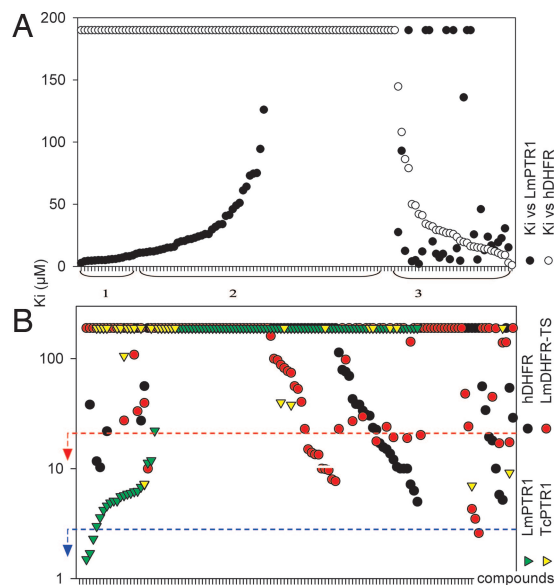 A
200
150
100
50
0
Ki (µM)
1
2
3
Ki vs LmPTR1
Ki vs hDHFR
B
100
10
1
hDHFR
LmDHFR-TS
LmPTR1
TcPTR1
compounds